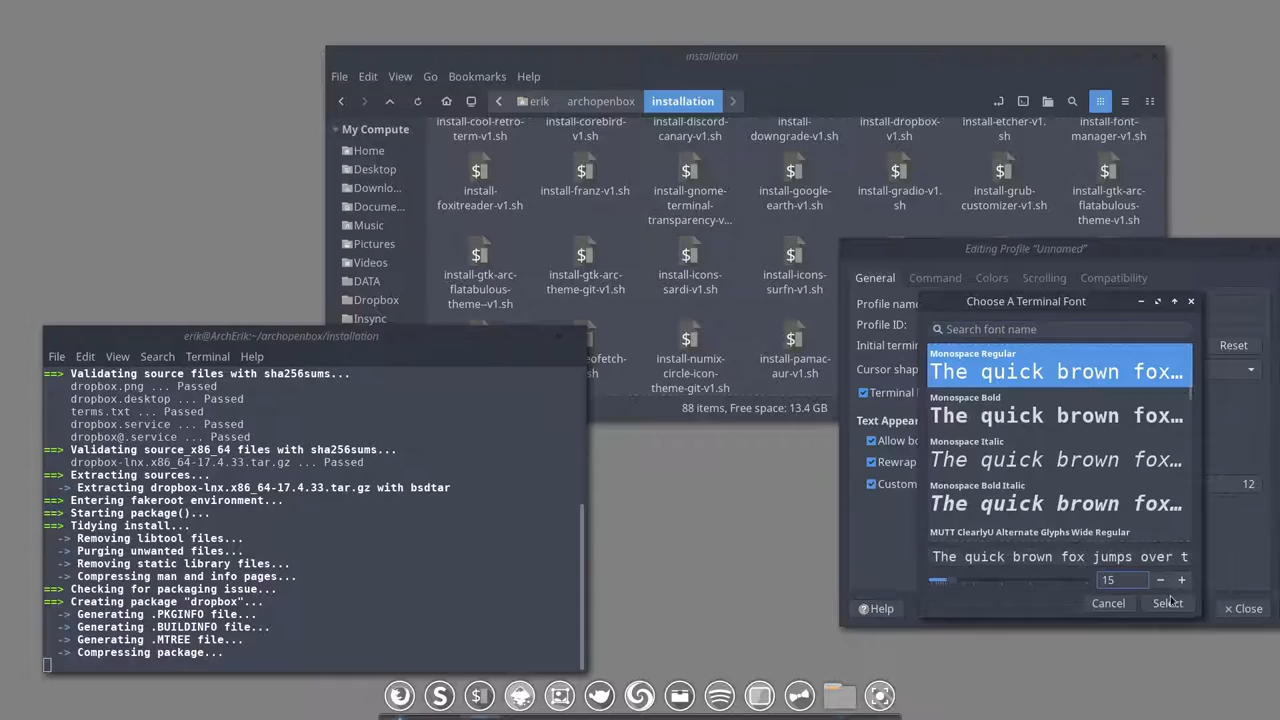 installation
File Edit View Go Bookmarks Help
erik archopenbox installation
My Compute
Home
Desktop
Downlo...
Docume...
Music
Pictures
Videos
DATA
Dropbox
Insync
install-cool-retro-
term-v1.sh
install-corebird-
v1.sh
install-discord-
canary-v1.sh
install-
downgrade-v1.sh
install-dropbox-
v1.sh
install-etcher-v1.
sh
install-font-
manager-v1.sh
install-
foxitreader-v1.sh
install-franz-v1.sh
install-gnome-
terminal-
transparency-v...
install-google-
earth-v1.sh
install-gradio-v1.
sh
install-grub-
customizer-v1.sh
install-gtk-arc-
flatabulous-
theme-v1.sh
install-gtk-arc-
flatabulous-
theme--v1.sh
install-gtk-arc-
theme-git-v1.sh
install-icons-
sardi-v1.sh
install-icons-
surfn-v1.sh
eofetch-
.sh
install-numix-
circle-icon-
theme-git-v1.sh
install-pamac-
aur-v1.sh
88 items, Free space: 13.4 GB
erik@ArchErik:~/archopenbox/installation
File Edit View Search Terminal Help
==> Validating source files with sha256sums...
dropbox.png ... Passed
dropbox.desktop ... Passed
terms.txt ... Passed
dropbox.service ... Passed
dropbox@.service ... Passed
==> Validating source_x86_64 files with sha256sums...
dropbox-lnx.x86_64-17.4.33.tar.gz ... Passed
==> Extracting sources...
-> Extracting dropbox-lnx.x86_64-17.4.33.tar.gz with bsdtar
==> Entering fakeroot environment...
==> Starting package()...
==> Tidying install...
-> Removing libtool files...
-> Purging unwanted files...
-> Removing static library files...
-> Compressing man and info pages...
==> Checking for packaging issue...
==> Creating package "dropbox"...
-> Generating .PKGINFO file...
-> Generating .BUILDINFO file...
-> Generating .MTREE file...
-> Compressing package...
Editing Profile "Unnamed"
General Command Colors Scrolling Compatibility
Profile name
Profile ID:
Initial termin
Reset
Cursor shap
Terminal
Text Appear
Allow bo
Rewrap
Custom
12
Help
Close
Choose A Terminal Font
Search font name
Monospace Regular
The quick brown fox…
Monospace Bold
The quick brown fox…
Monospace Italic
The quick brown fox…
Monospace Bold Italic
The quick brown fox…
MUTT ClearlyU Alternate Glyphs Wide Regular
The quick brown fox jumps over t
15
Cancel Select